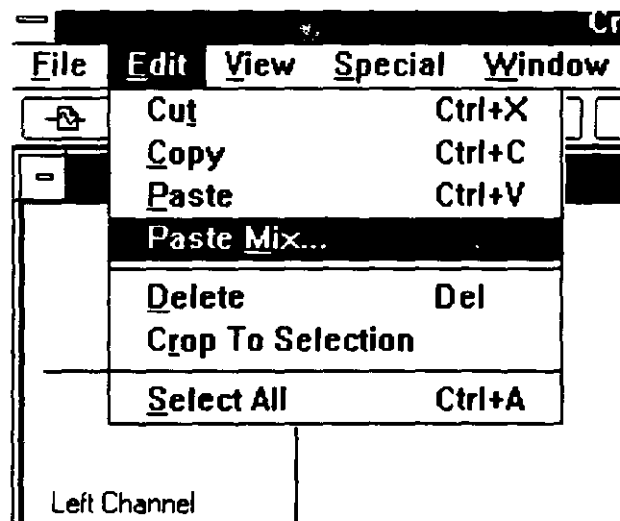 Cr
File Edit View Special Window
Cut Ctrl+X
Copy Ctrl+C
Paste Ctrl+V
Paste Mix...
Delete Del
Crop To Selection
Select All Ctrl+A
Left Channel